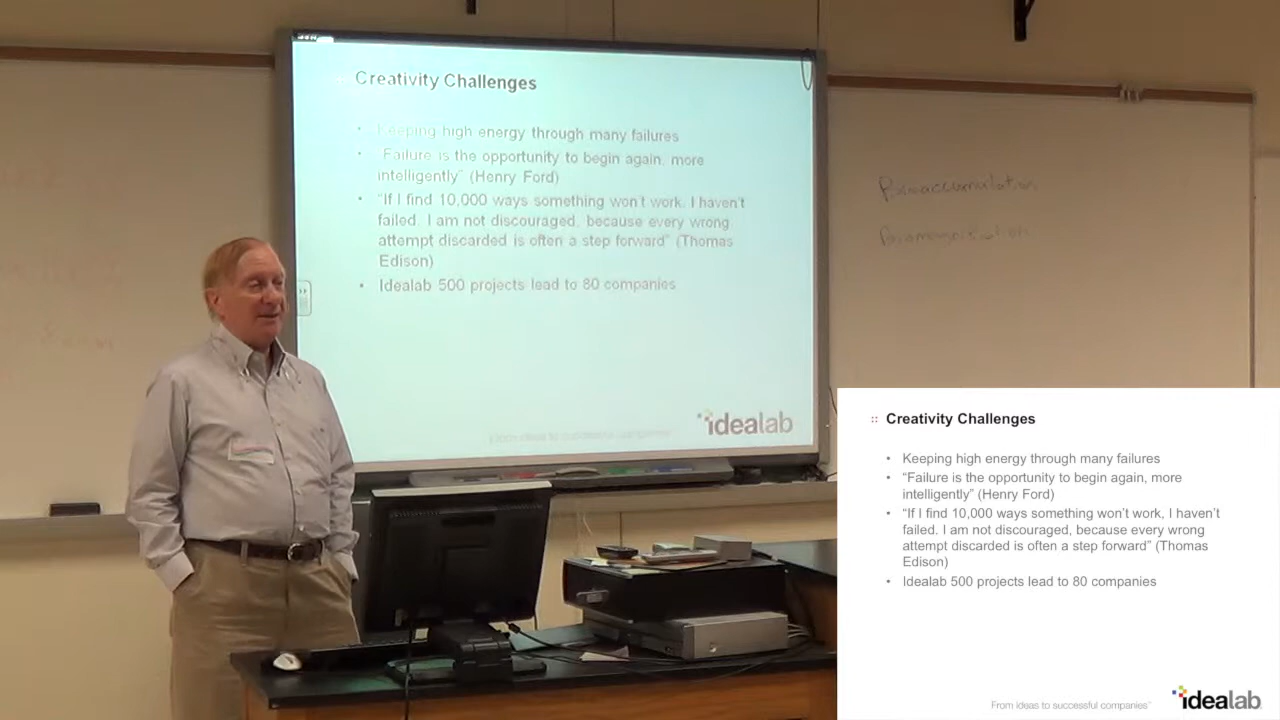 Creativity Challenges
• Keeping high energy through many failures
• "Failure is the opportunity to begin again, more
intelligently" (Henry Ford)
• "If I find 10,000 ways something won't work, I haven't
failed. I am not discouraged, because every wrong
attempt discarded is often a step forward" (Thomas
Edison)
• Idealab 500 projects lead to 80 companies
From ideas to successful companies
idealab
:: Creativity Challenges
• Keeping high energy through many failures
• “Failure is the opportunity to begin again, more
intelligently” (Henry Ford)
• “If I find 10,000 ways something won’t work, I haven’t
failed. I am not discouraged, because every wrong
attempt discarded is often a step forward” (Thomas
Edison)
• Idealab 500 projects lead to 80 companies
From ideas to successful companies™
idealab